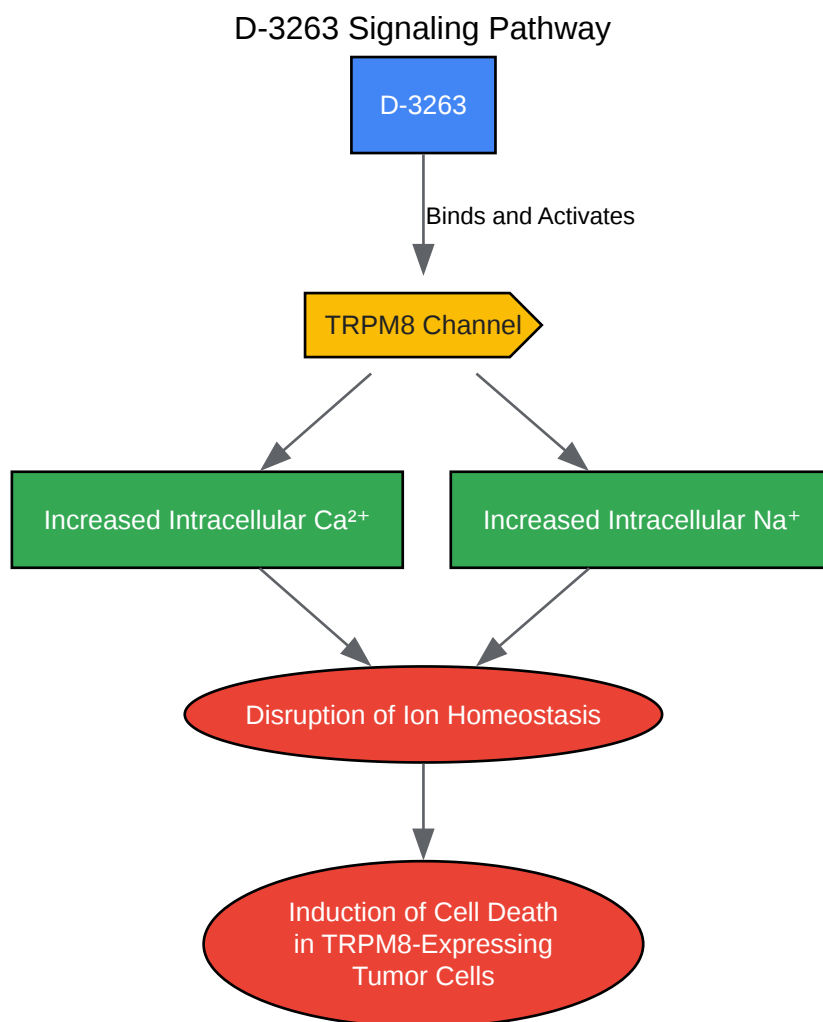 D-3263 Signaling Pathway
D-3263
Binds and Activates
TRPM8 Channel
Increased Intracellular Ca²⁺
Increased Intracellular Na⁺
Disruption of Ion Homeostasis
Induction of Cell Death
in TRPM8-Expressing
Tumor Cells